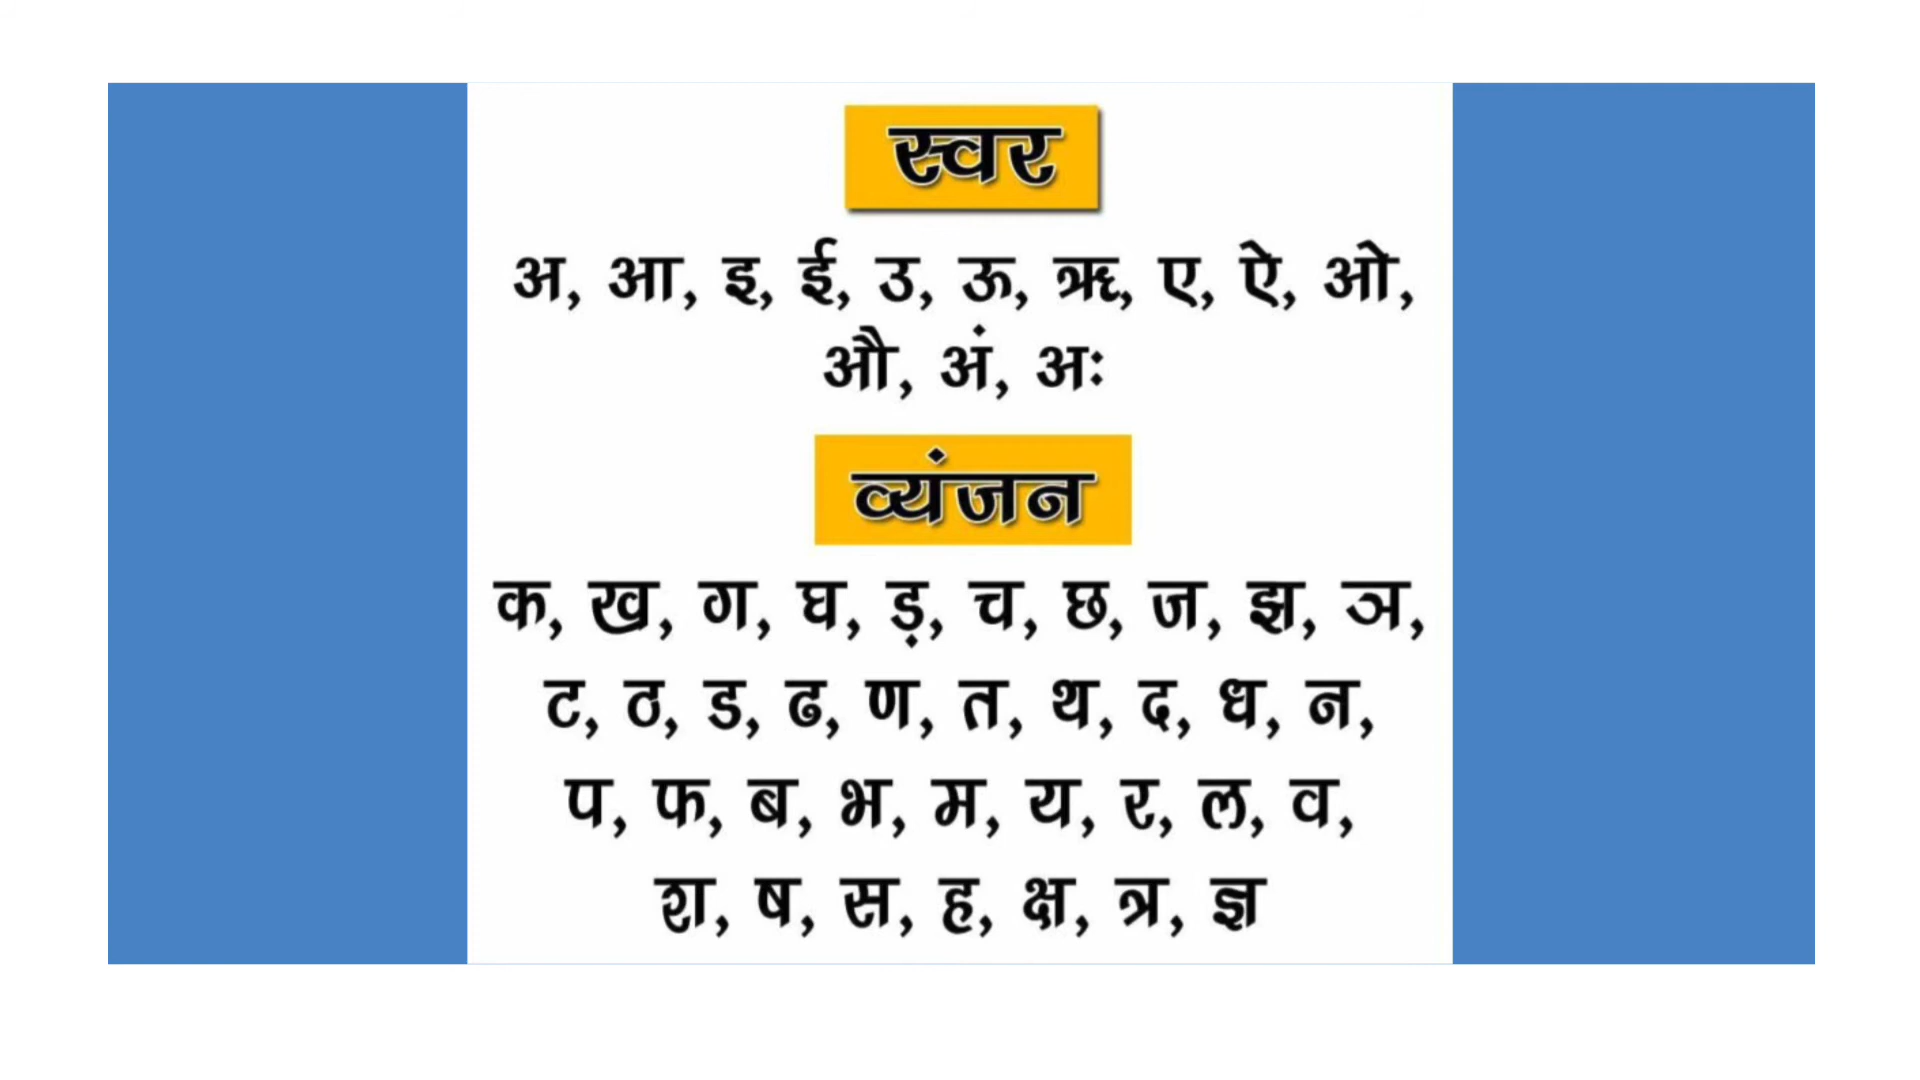 स्वर
अ, आ, इ, ई, उ, ऊ, ऋ, ए, ऐ, ओ,
औ, अं, अः
व्यंजन
क, ख, ग, घ, ड़, च, छ, ज, झ, ञ,
ट, ठ, ड, ढ, ण, त, थ, द, ध, न,
प, फ, ब, भ, म, य, र, ल, व,
श, ष, स, ह, क्ष, त्र, ज्ञ